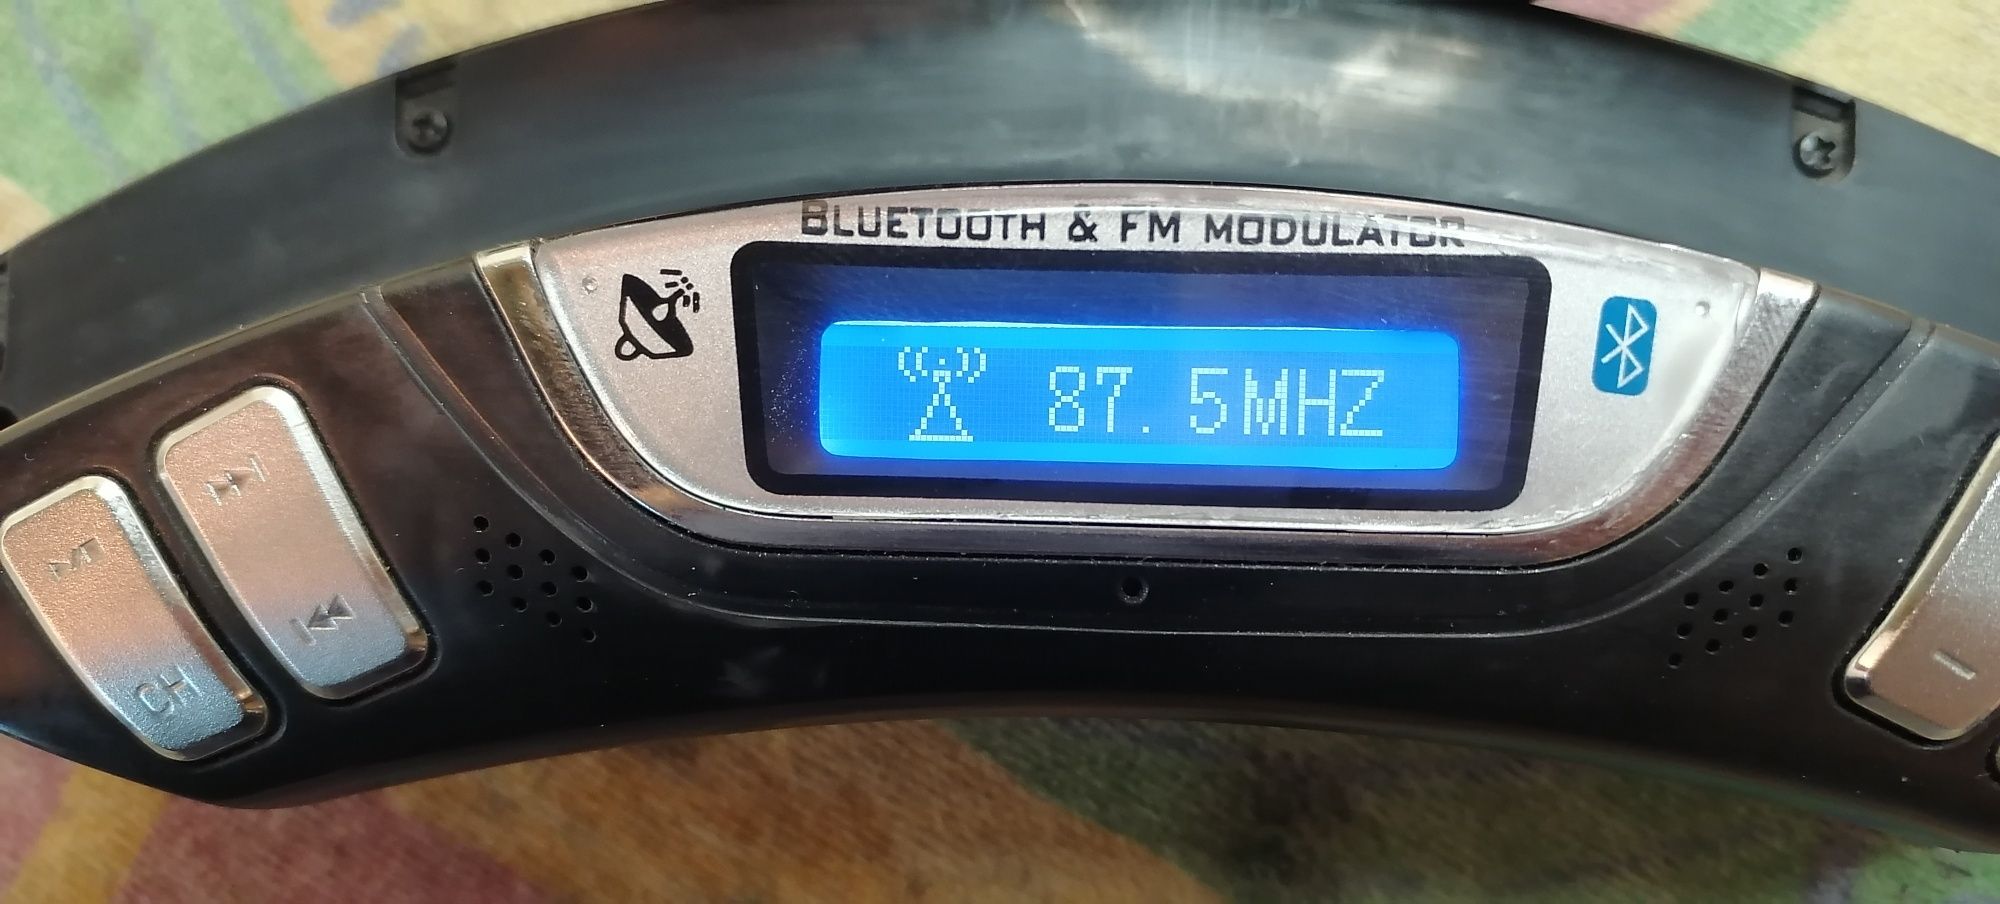 BLUETOOTH & FM MODULATOR
87.5MHZ
CH